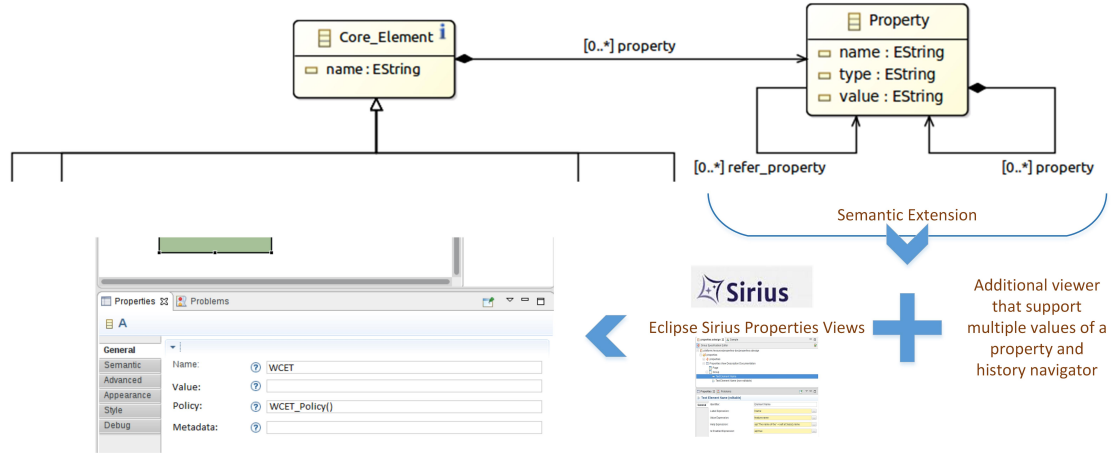 Core_Element
name : EString
[0..*] property
Property
name : EString
type : EString
value : EString
[0..*] refer_property
[0..*] property
Semantic Extension
Sirius
Eclipse Sirius Properties Views
Additional viewer
that support
multiple values of a
property and
history navigator
Properties
Problems
A
General
Semantic
Advanced
Appearance
Style
Debug
Name:
WCET
Value:
Policy:
WCET_Policy()
Metadata: